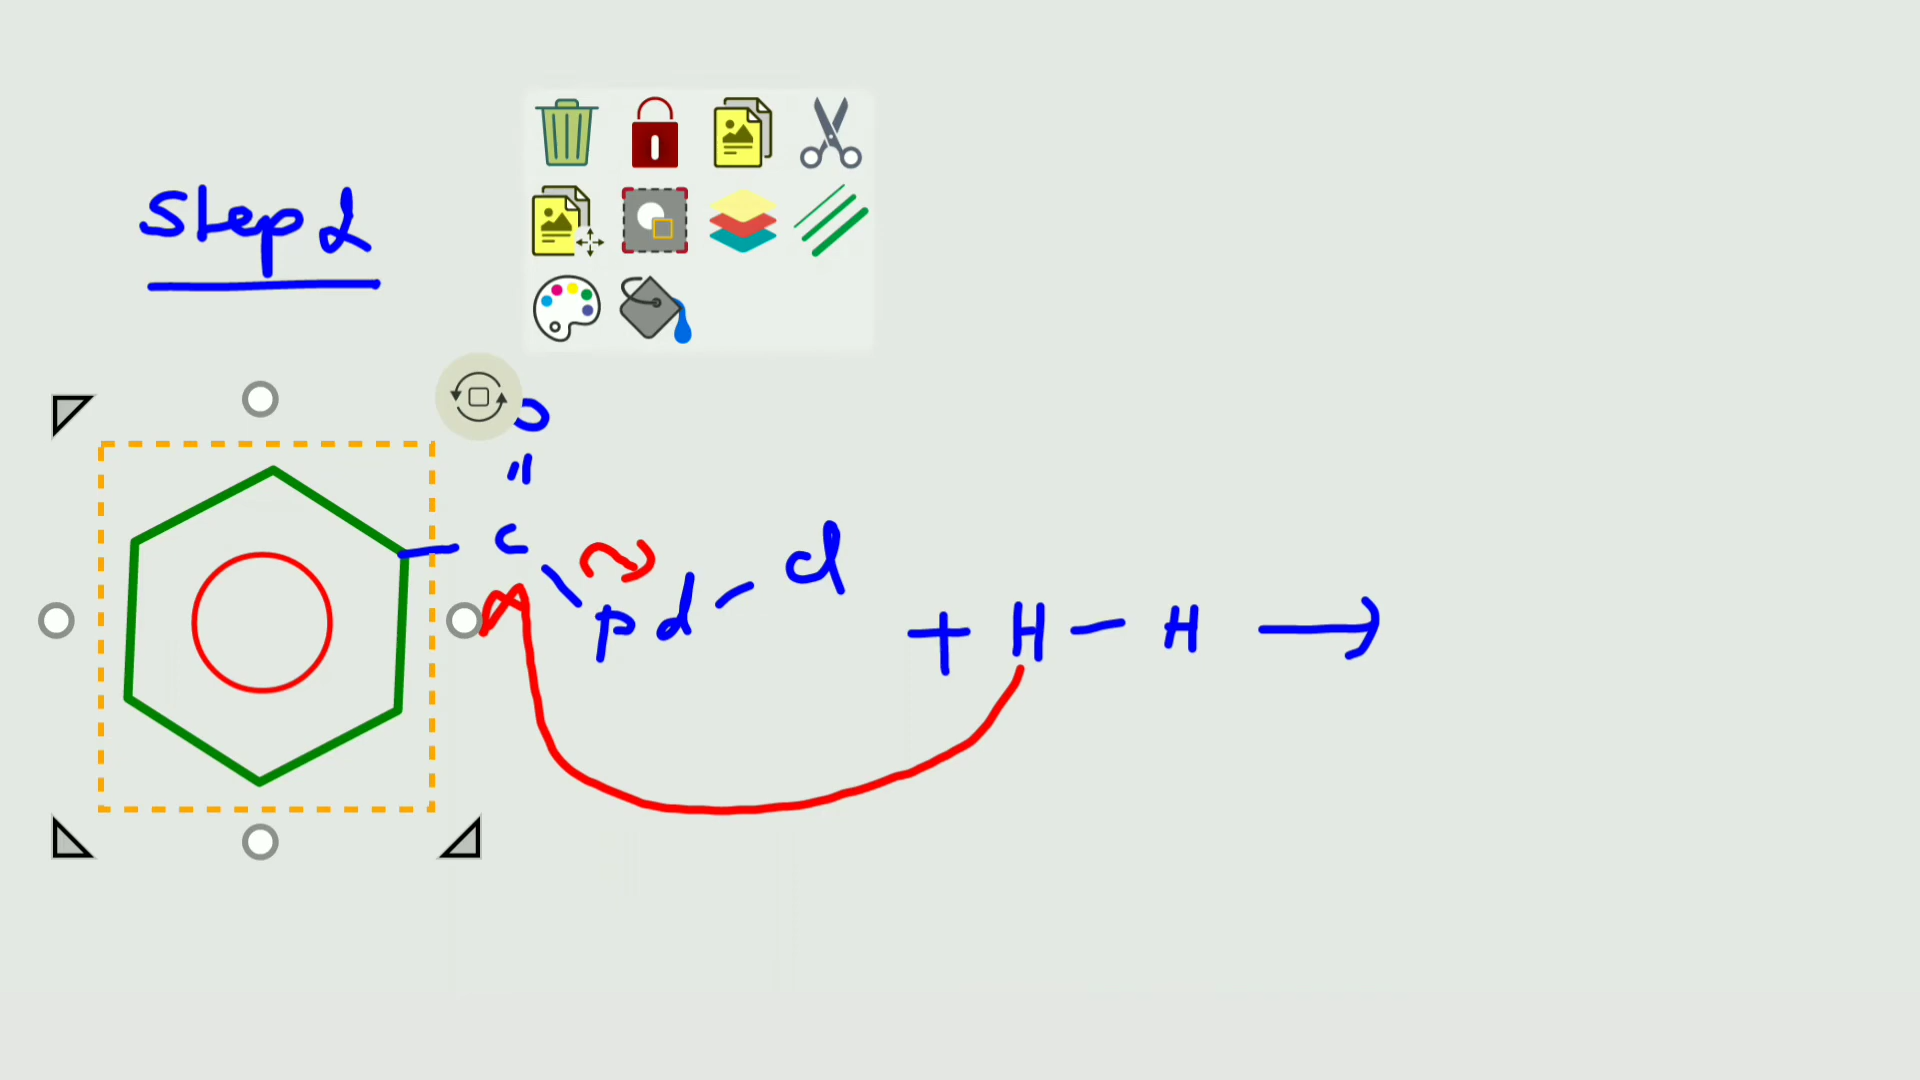 Step 2
O
"
C
pd - cl
+ H - H →